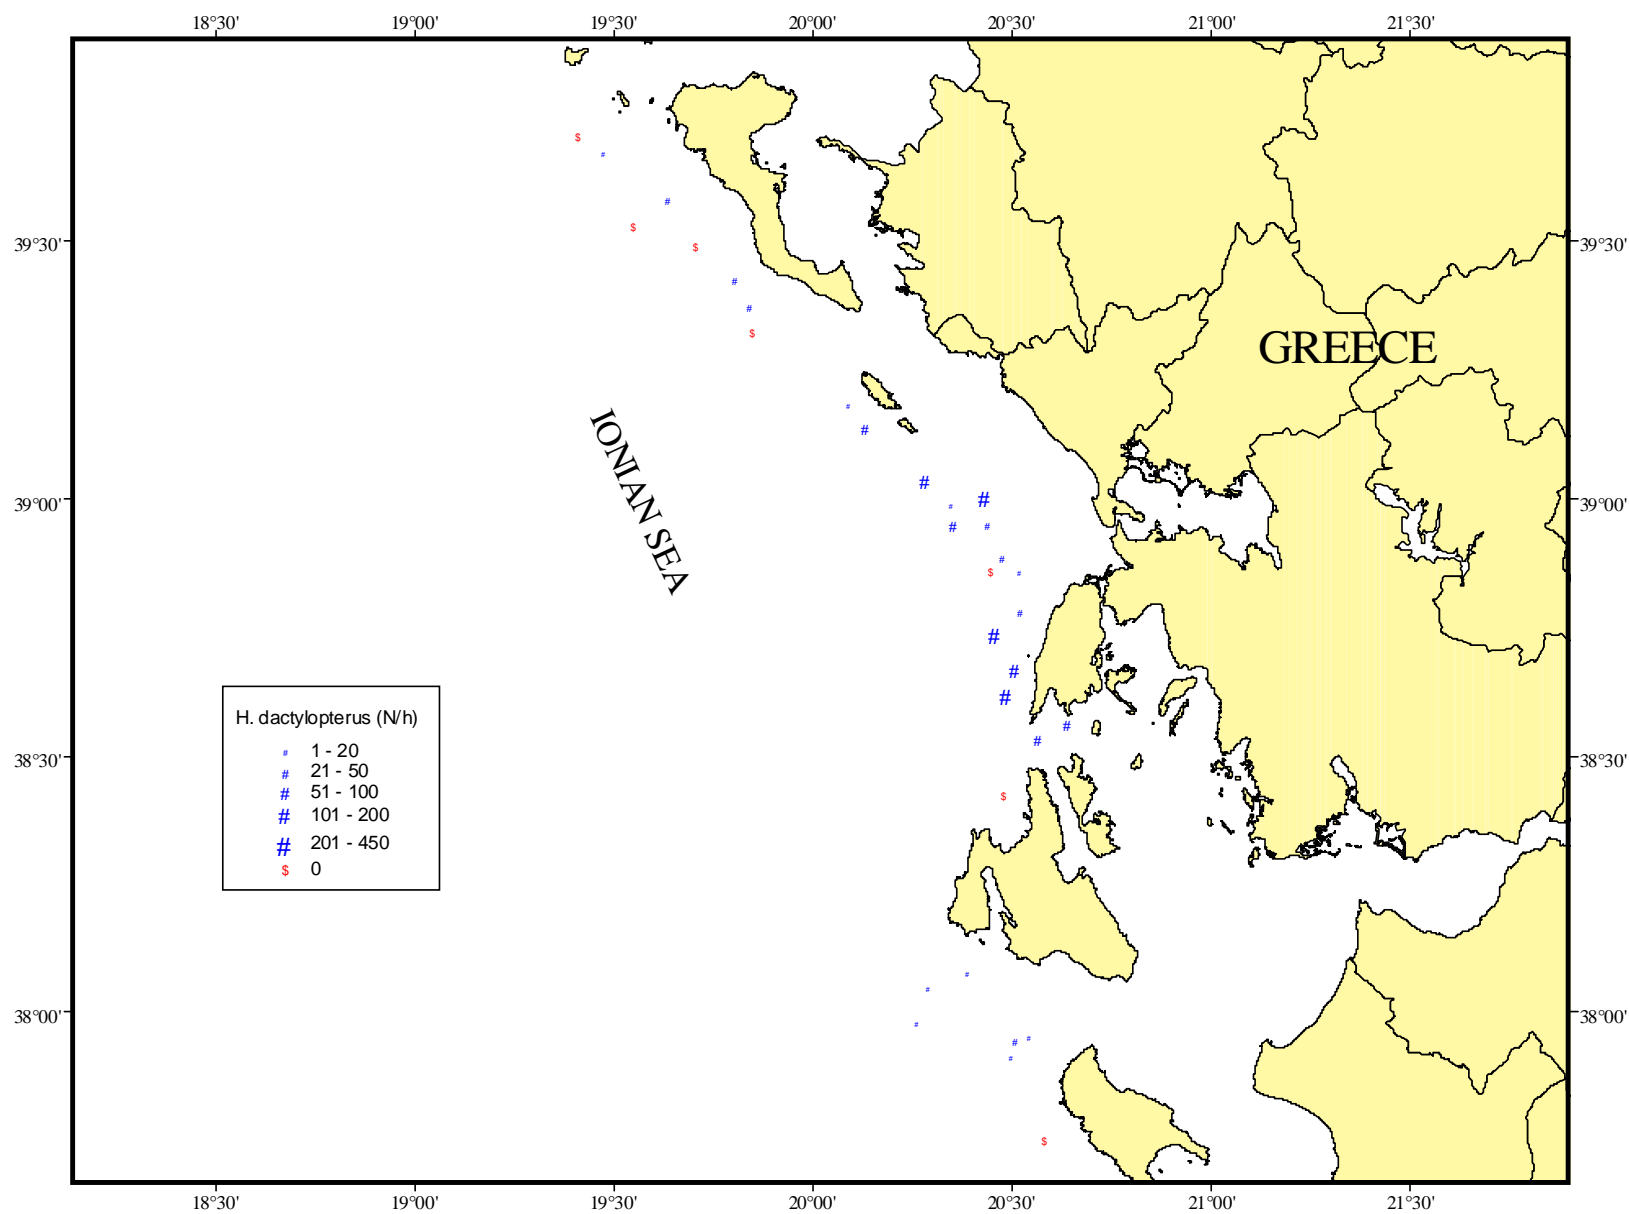 18°30' 19°00' 19°30' 20°00' 20°30' 21°00' 21°30'
39°30' 39°30'
GREECE
IONIAN SEA
39°00' 39°00'
H. dactylopterus (N/h)
# 1 - 20
# 21 - 50
# 51 - 100
# 101 - 200
# 201 - 450
$ 0
38°30' 38°30'
38°00' 38°00'
18°30' 19°00' 19°30' 20°00' 20°30' 21°00' 21°30'